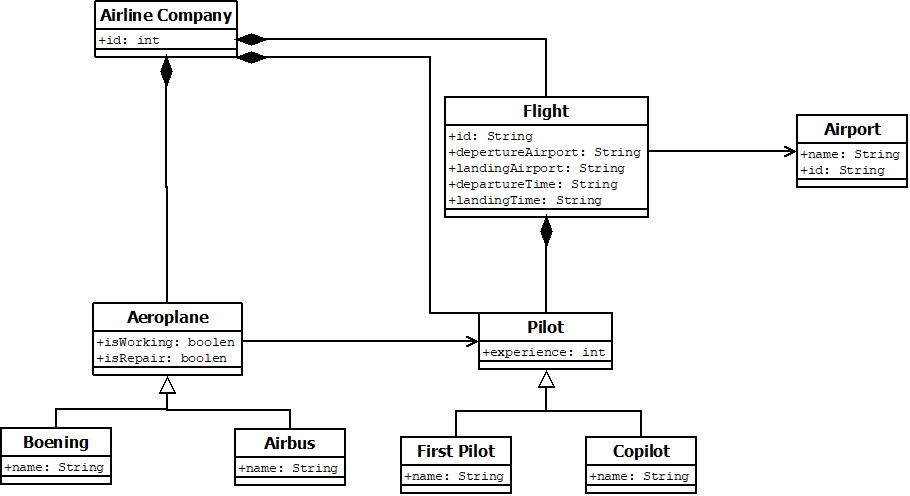 Airline Company
+id: int
Flight
+id: String
+depertureAirport: String
+landingAirport: String
+departureTime: String
+landingTime: String
Airport
+name: String
+id: String
Aeroplane
+isWorking: boolen
+isRepair: boolen
Pilot
+experience: int
Boening
+name: String
Airbus
+name: String
First Pilot
+name: String
Copilot
+name: String